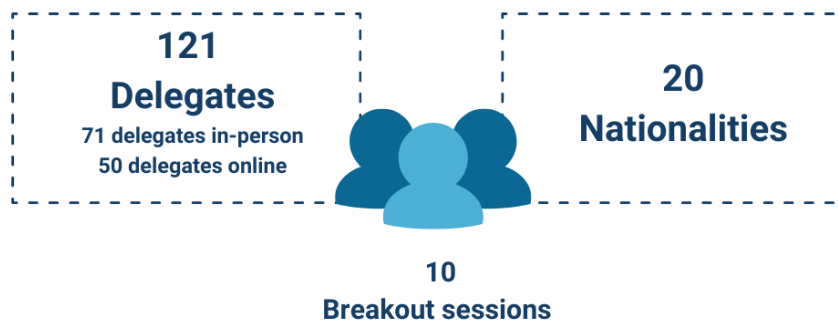 121
Delegates
71 delegates in-person
50 delegates online
20
Nationalities
10
Breakout sessions